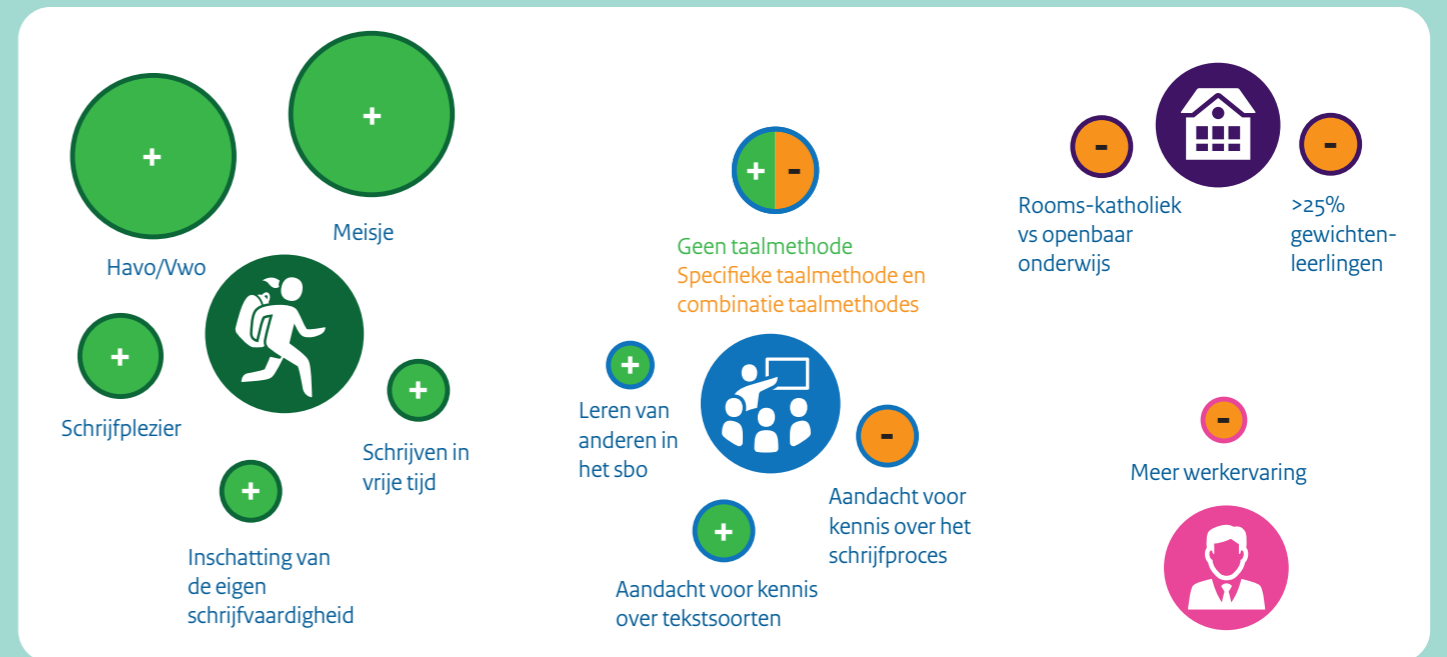 +
+
Meisje
Havo/Vwo
+
Schrijfplezier
+
Schrijven in
vrije tijd
+
Inschatting van
de eigen
schrijfvaardigheid
+ -
Geen taalmethode
Specifieke taalmethode en
combinatie taalmethodes
+
Leren van
anderen in
het sbo
-
Aandacht voor
kennis over het
schrijfproces
+
Aandacht voor kennis
over tekstsoorten
-
Rooms-katholiek
vs openbaar
onderwijs
-
>25%
gewichten-
leerlingen
-
Meer werkervaring